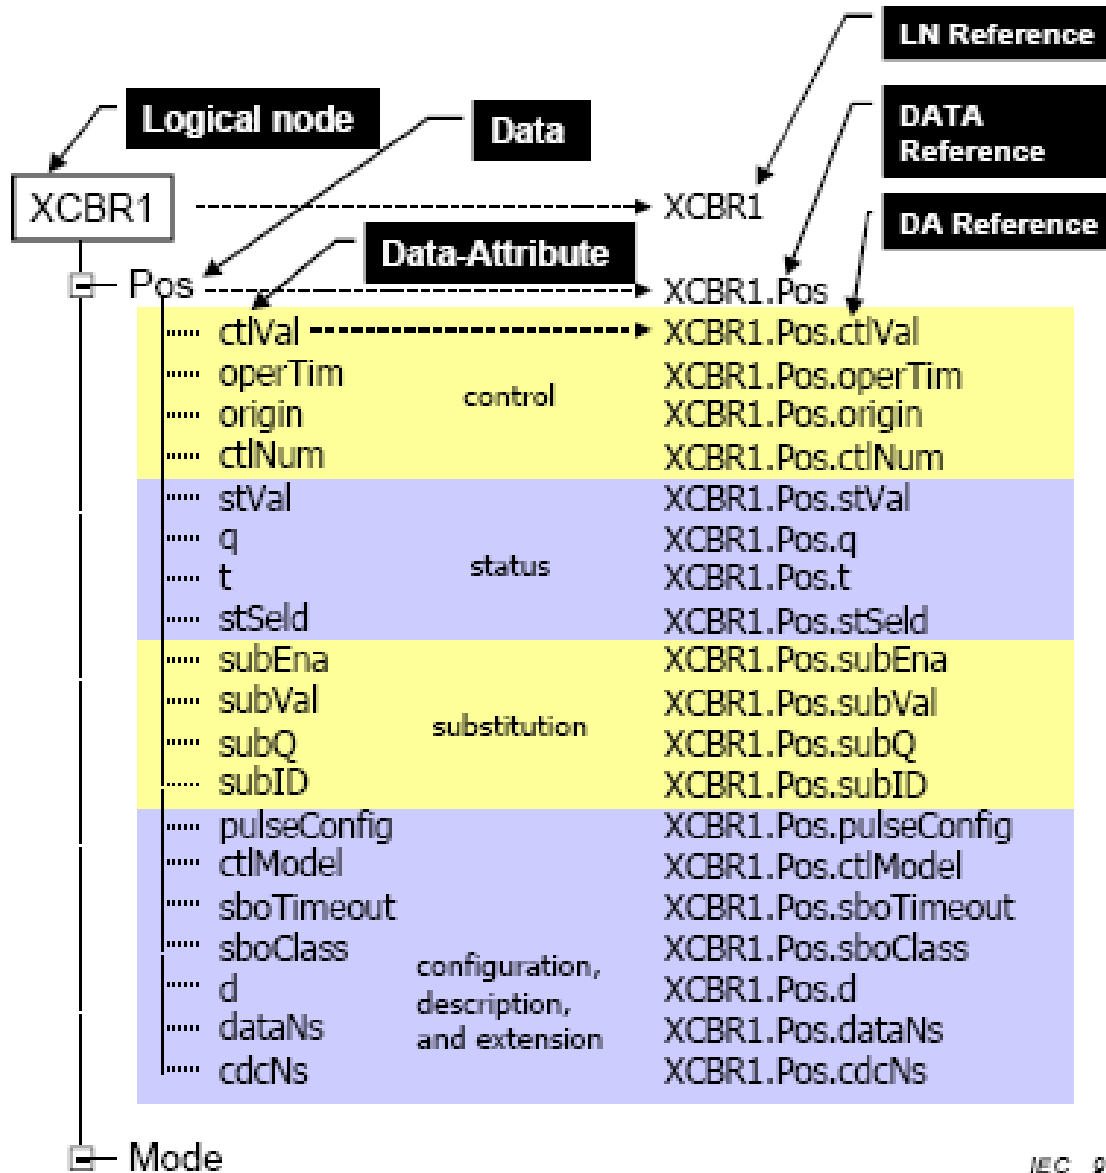 LN Reference
Logical node
Data
DATA
Reference
XCBR1
XCBR1
DA Reference
Data-Attribute
Pos
XCBR1.Pos
ctlVal
XCBR1.Pos.ctlVal
operTim
XCBR1.Pos.operTim
control
origin
XCBR1.Pos.origin
ctlNum
XCBR1.Pos.ctlNum
stVal
XCBR1.Pos.stVal
q
XCBR1.Pos.q
status
t
XCBR1.Pos.t
stSeld
XCBR1.Pos.stSeld
subEna
XCBR1.Pos.subEna
subVal
XCBR1.Pos.subVal
substitution
subQ
XCBR1.Pos.subQ
subID
XCBR1.Pos.subID
pulseConfig
XCBR1.Pos.pulseConfig
ctlModel
XCBR1.Pos.ctlModel
sboTimeout
XCBR1.Pos.sboTimeout
sboClass
XCBR1.Pos.sboClass
configuration,
description,
and extension
d
XCBR1.Pos.d
dataNs
XCBR1.Pos.dataNs
cdcNs
XCBR1.Pos.cdcNs
Mode
IEC